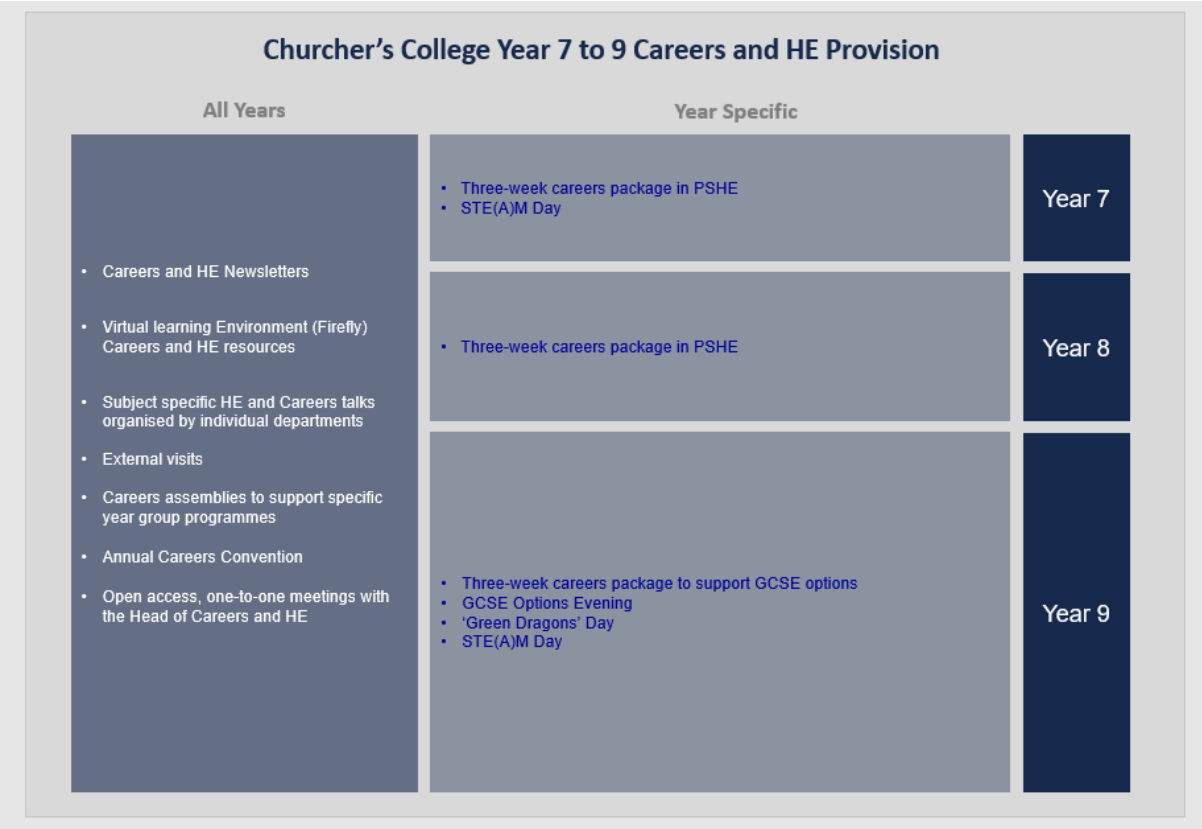 Churcher’s College Year 7 to 9 Careers and HE Provision
All Years
Year Specific
• Careers and HE Newsletters
• Virtual learning Environment (Firefly)
Careers and HE resources
• Subject specific HE and Careers talks
organised by individual departments
• External visits
• Careers assemblies to support specific
year group programmes
• Annual Careers Convention
• Open access, one-to-one meetings with
the Head of Careers and HE
• Three-week careers package in PSHE
• STE(A)M Day
Year 7
• Three-week careers package in PSHE
Year 8
• Three-week careers package to support GCSE options
• GCSE Options Evening
• ‘Green Dragons’ Day
• STE(A)M Day
Year 9